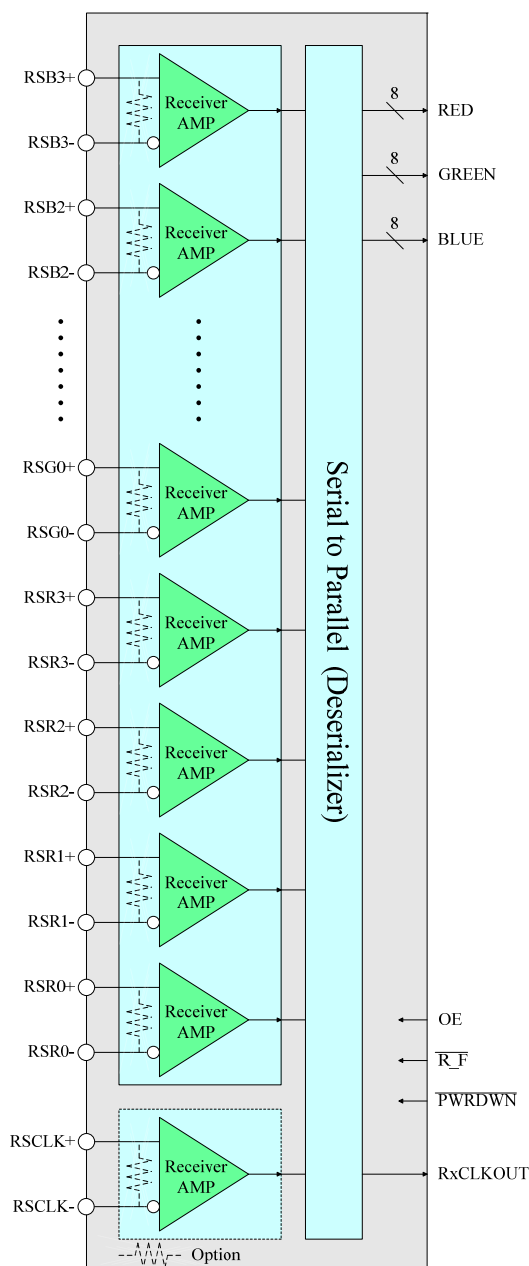 RSB3+
Receiver
AMP
RSB3-
8
RED
8
GREEN
RSB2+
Receiver
AMP
RSB2-
8
BLUE
RSG0+
Receiver
AMP
RSG0-
Serial to Parallel (Deserializer)
RSR3+
Receiver
AMP
RSR3-
RSR2+
Receiver
AMP
RSR2-
RSR1+
Receiver
AMP
RSR1-
RSR0+
Receiver
AMP
RSR0-
OE
R_F
PWRDWN
RSCLK+
Receiver
AMP
RSCLK-
RxCLKOUT
Option